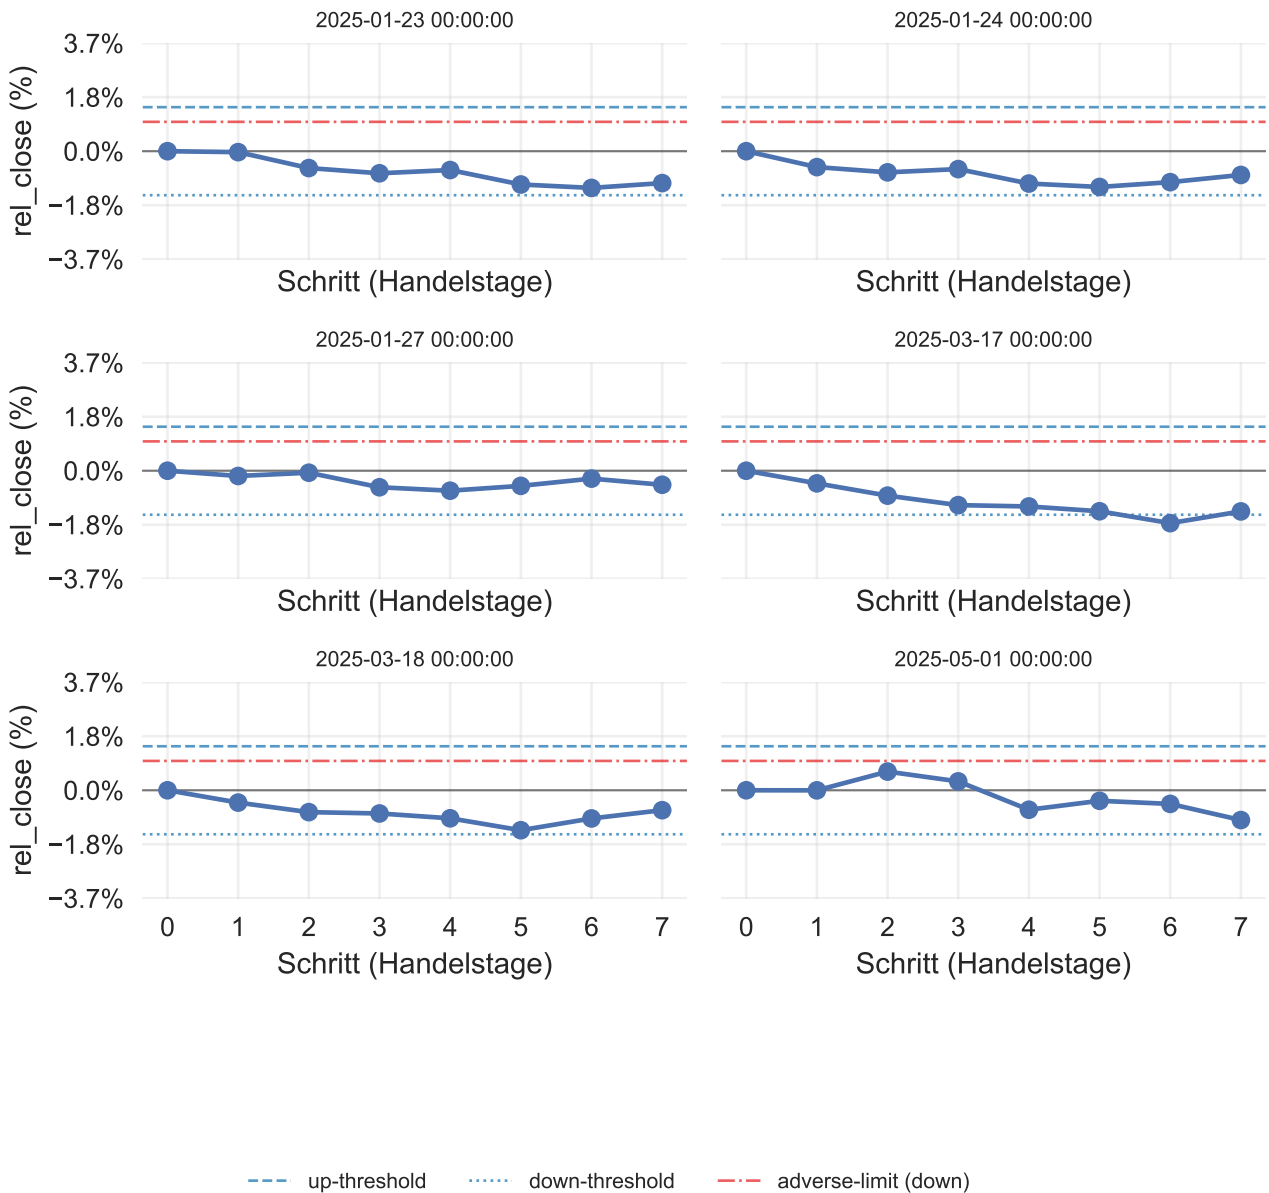 2025-01-23 00:00:00
2025-01-24 00:00:00
3.7%
1.8%
0.0%
−1.8%
−3.7%
rel_close (%)
Schritt (Handelstage)
Schritt (Handelstage)
2025-01-27 00:00:00
2025-03-17 00:00:00
3.7%
1.8%
0.0%
−1.8%
−3.7%
rel_close (%)
Schritt (Handelstage)
Schritt (Handelstage)
2025-03-18 00:00:00
2025-05-01 00:00:00
3.7%
1.8%
0.0%
−1.8%
−3.7%
rel_close (%)
0 1 2 3 4 5 6 7
0 1 2 3 4 5 6 7
Schritt (Handelstage)
Schritt (Handelstage)
up-threshold
down-threshold
adverse-limit (down)